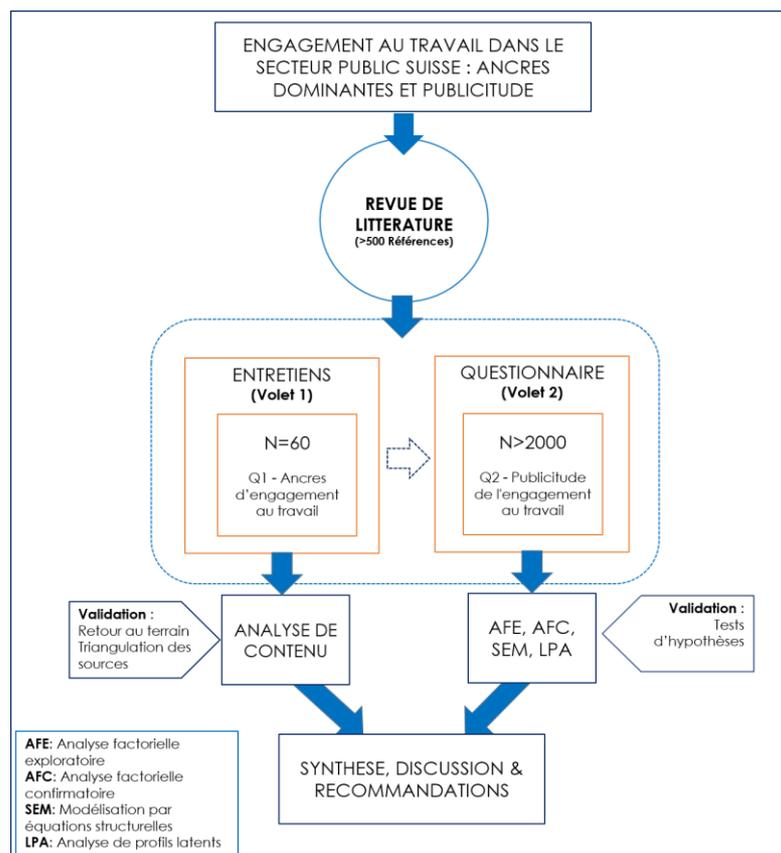 ENGAGEMENT AU TRAVAIL DANS LE
SECTEUR PUBLIC SUISSE : ANCRES
DOMINANTES ET PUBLICITUDE
REVUE DE
LITTERATURE
(>500 Références)
ENTRETIENS
(Volet 1)
N=60
Q1 - Ancres
d'engagement
au travail
QUESTIONNAIRE
(Volet 2)
N>2000
Q2 - Publicitude
de l'engagement
au travail
Validation :
Retour au terrain
Triangulation des
sources
ANALYSE DE
CONTENU
AFE, AFC,
SEM, LPA
Validation :
Tests
d'hypothèses
SYNTHESE, DISCUSSION &
RECOMMANDATIONS
AFE: Analyse factorielle
exploratoire
AFC: Analyse factorielle
confirmatoire
SEM: Modélisation par
équations structurelles
LPA: Analyse de profils latents